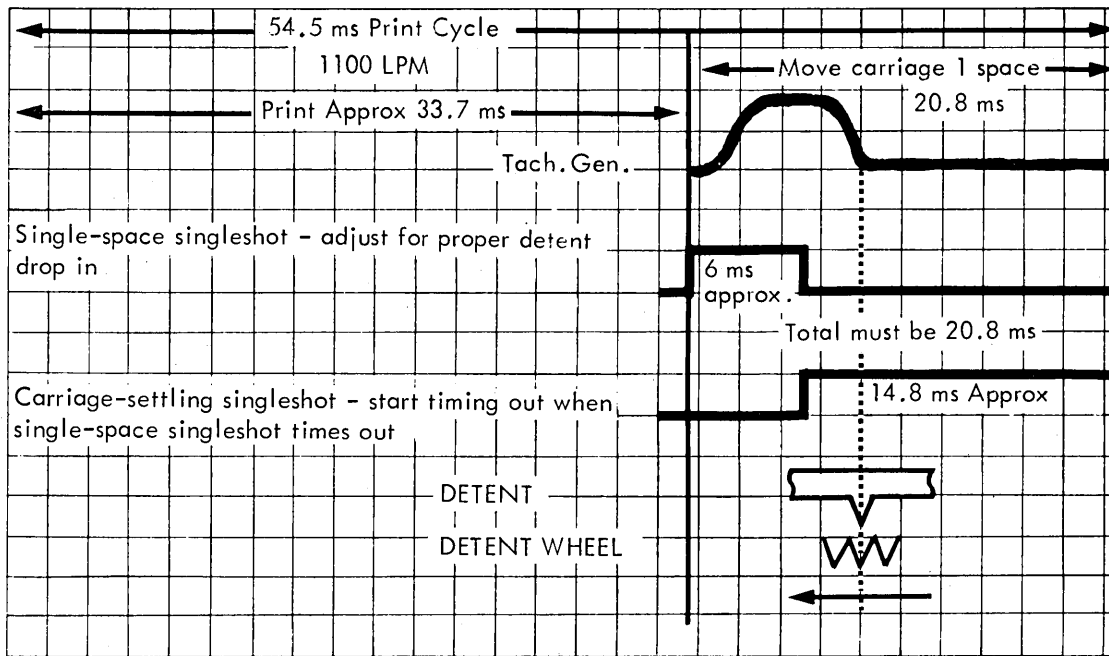 54.5 ms Print Cycle
1100 LPM
Move carriage 1 space
20.8 ms
Print Approx 33.7 ms
Tach. Gen.
Single-space singleshot - adjust for proper detent
drop in
6 ms
approx.
Total must be 20.8 ms
14.8 ms Approx
Carriage-settling singleshot - start timing out when
single-space singleshot times out
DETENT
DETENT WHEEL